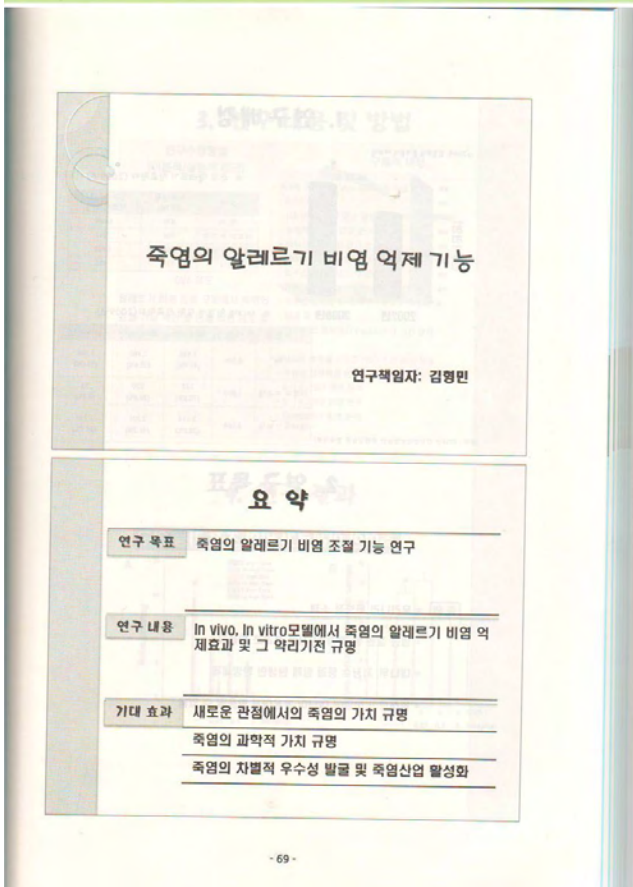 죽염의 알레르기 비염 억제 기능
연구책임자: 김형민
요 약
연구 목표
죽염의 알레르기 비염 조절 기능 연구
연구 내용
In vivo, In vitro모델에서 죽염의 알레르기 비염 억
제효과 및 그 약리기전 규명
기대 효과
새로운 관점에서의 죽염의 가치 규명
죽염의 과학적 가치 규명
죽염의 차별적 우수성 발굴 및 죽염산업 활성화
- 69 -